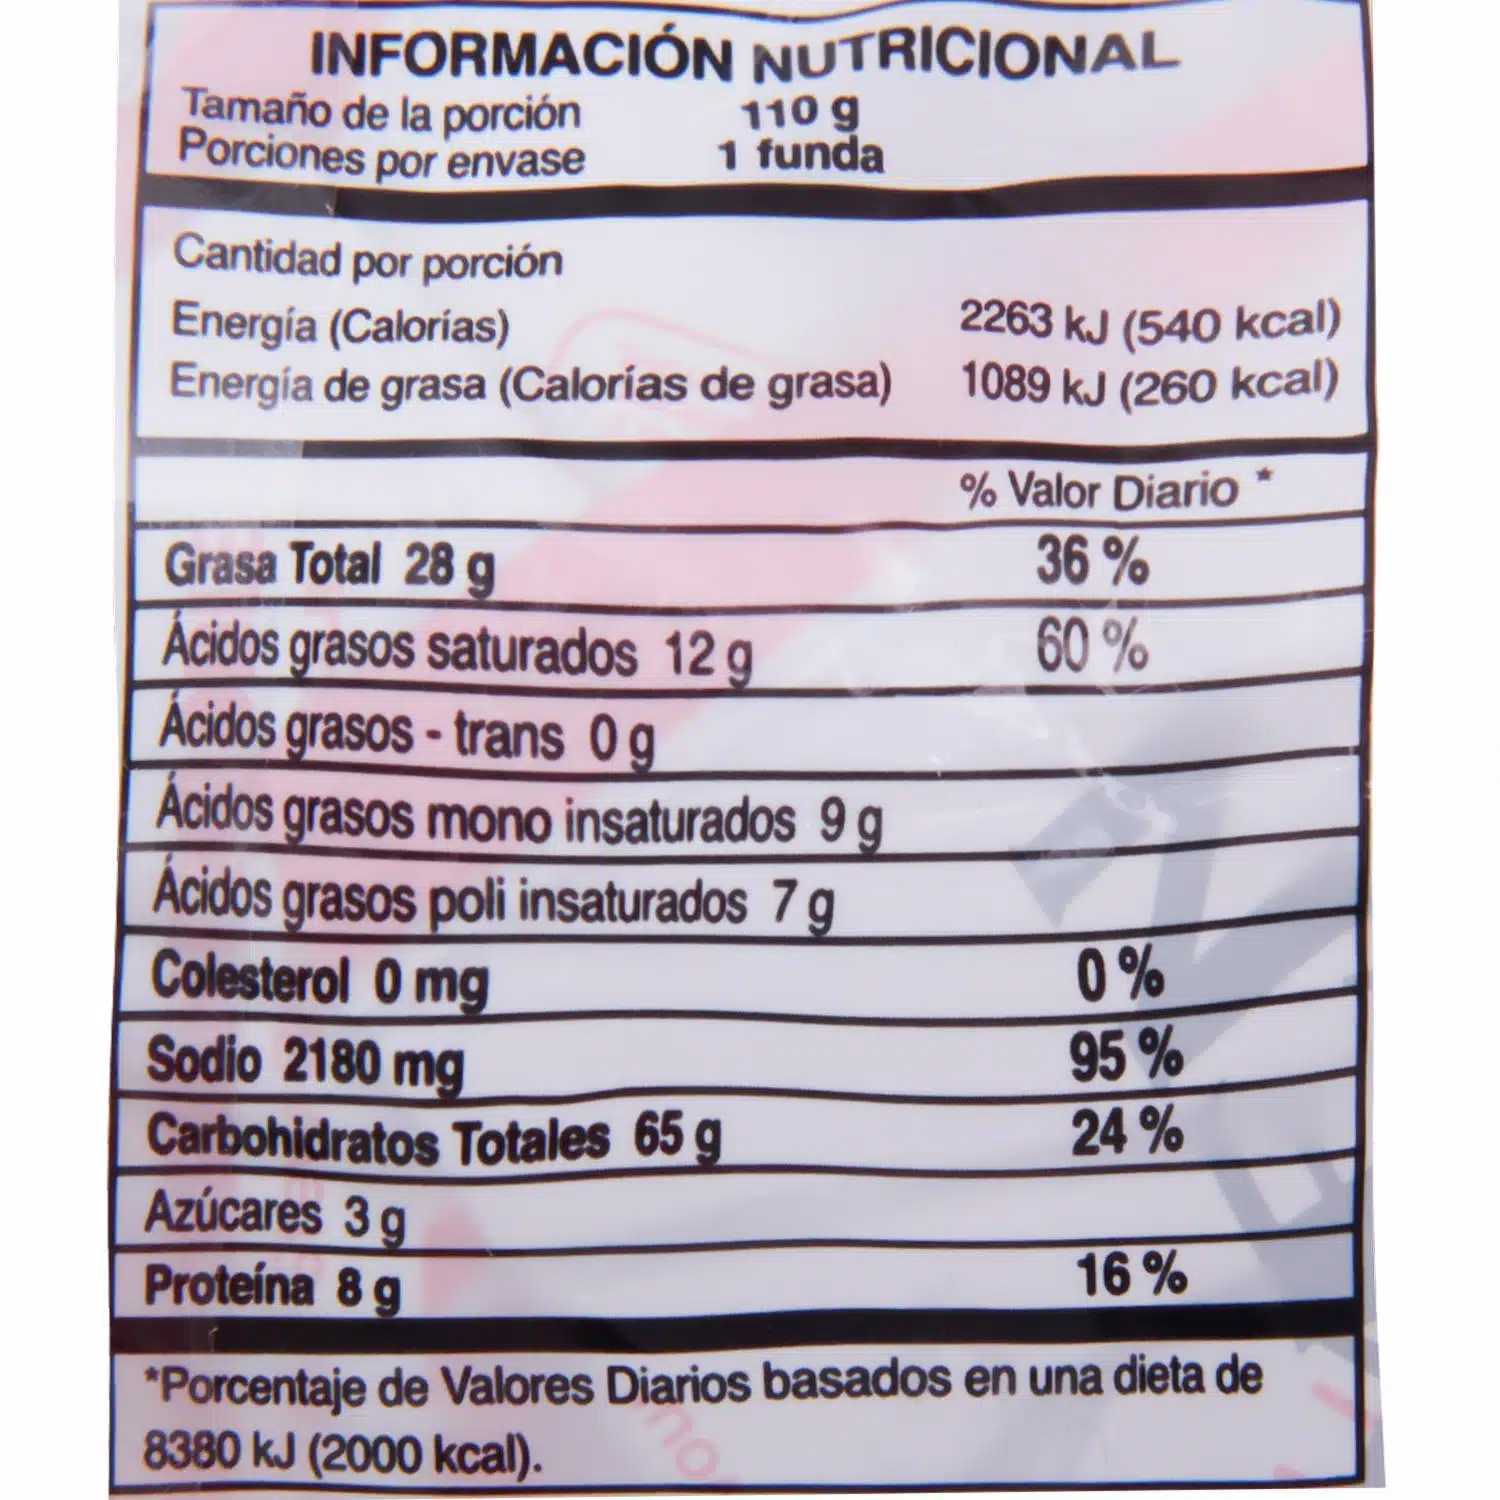 INFORMACIÓN NUTRICIONAL
Tamaño de la porción 110 g
Porciones por envase 1 funda
Cantidad por porción
Energía (Calorías) 2263 kJ (540 kcal)
Energía de grasa (Calorías de grasa) 1089 kJ (260 kcal)
% Valor Diario *
Grasa Total 28 g 36 %
Ácidos grasos saturados 12 g 60 %
Ácidos grasos - trans 0 g
Ácidos grasos mono insaturados 9 g
Ácidos grasos poli insaturados 7 g
Colesterol 0 mg 0 %
Sodio 2180 mg 95 %
Carbohidratos Totales 65 g 24 %
Azúcares 3 g
Proteína 8 g 16 %
*Porcentaje de Valores Diarios basados en una dieta de
8380 kJ (2000 kcal).